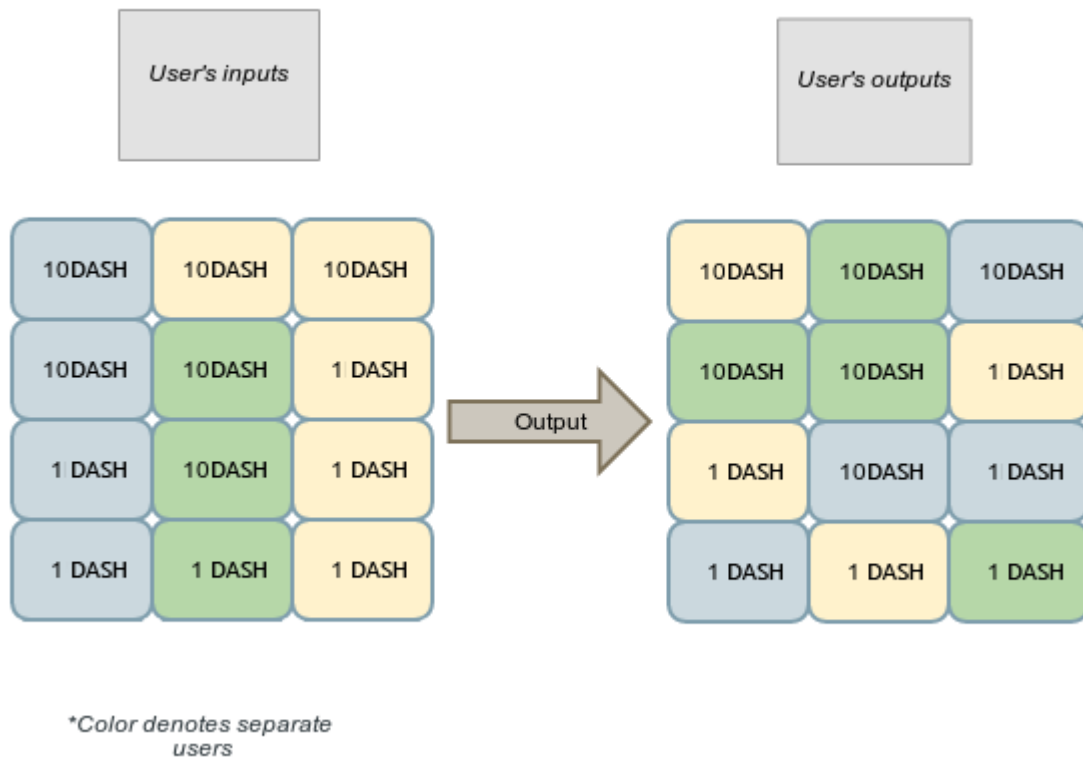 User's inputs
User's outputs
10DASH 10DASH 10DASH
10DASH 10DASH 1 DASH
1 DASH 10DASH 1 DASH
1 DASH 1 DASH 1 DASH
Output
10DASH 10DASH 10DASH
10DASH 10DASH 1 DASH
1 DASH 10DASH 1 DASH
1 DASH 1 DASH 1 DASH
*Color denotes separate
users